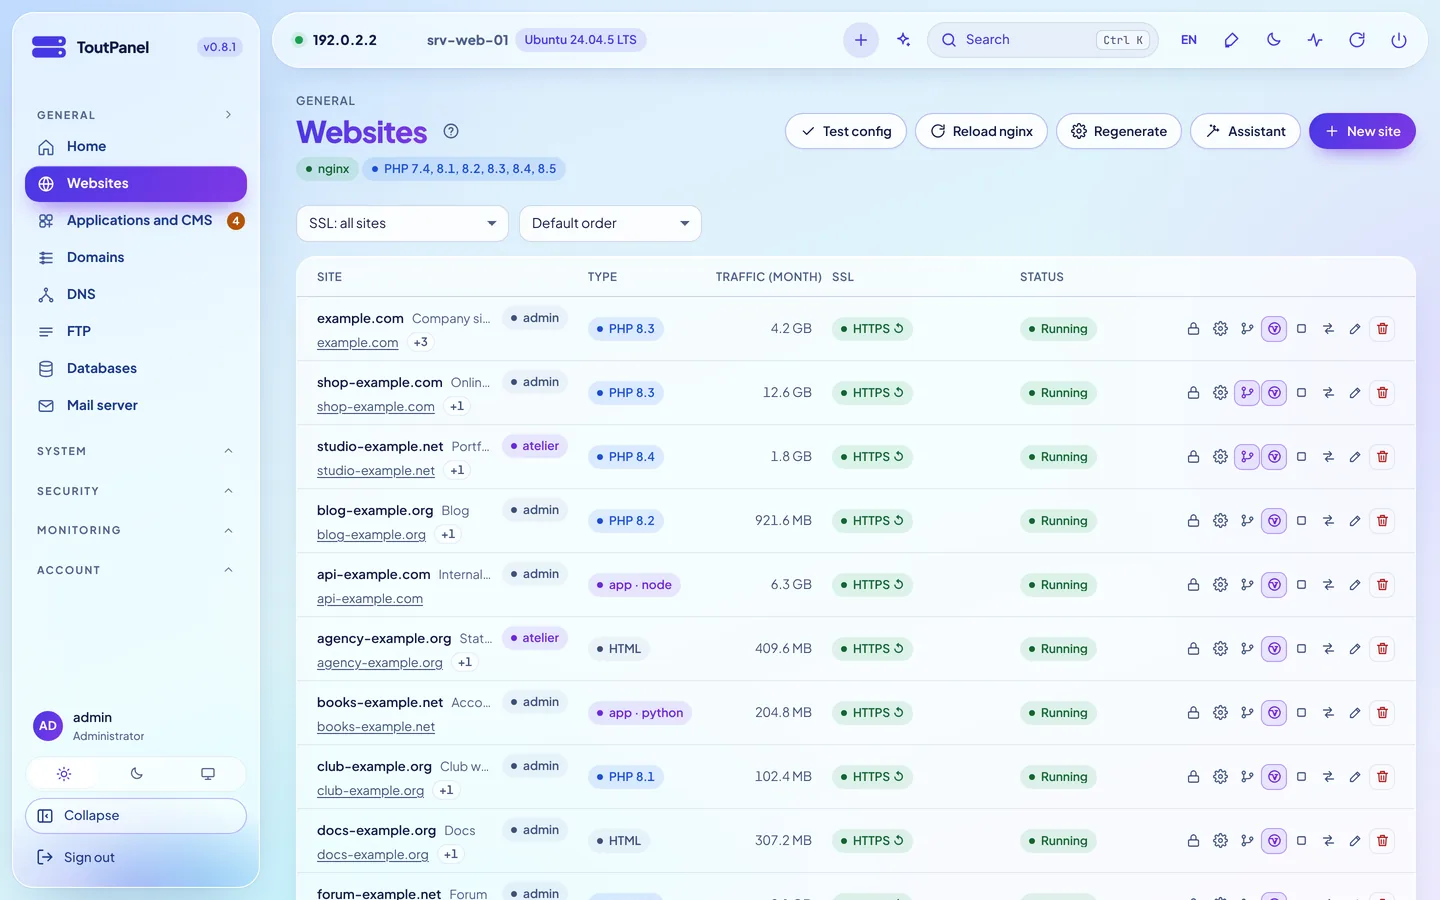 ToutPanel v0.8.1
192.0.2.2 srv-web-01 Ubuntu 24.04.5 LTS Search Ctrl K EN
GENERAL
Home
Websites
Applications and CMS 4
Domains
DNS
FTP
Databases
Mail server
SYSTEM
SECURITY
MONITORING
ACCOUNT
AD admin
Administrator
Collapse
Sign out
GENERAL
Websites
Test config Reload nginx Regenerate Assistant New site
nginx PHP 7.4, 8.1, 8.2, 8.3, 8.4, 8.5
SSL: all sites Default order
SITE TYPE TRAFFIC (MONTH) SSL STATUS
example.com Company si... admin PHP 8.3 4.2 GB HTTPS Running
example.com +3
shop-example.com Onlin... admin PHP 8.3 12.6 GB HTTPS Running
shop-example.com +1
studio-example.net Portf... atelier PHP 8.4 1.8 GB HTTPS Running
studio-example.net +1
blog-example.org Blog admin PHP 8.2 921.6 MB HTTPS Running
blog-example.org +1
api-example.com Internal... admin app · node 6.3 GB HTTPS Running
api-example.com
agency-example.org Stat... atelier HTML 409.6 MB HTTPS Running
agency-example.org +1
books-example.net Acco... admin app · python 204.8 MB HTTPS Running
books-example.net
club-example.org Club w... admin PHP 8.1 102.4 MB HTTPS Running
club-example.org +1
docs-example.org Docs admin HTML 307.2 MB HTTPS Running
docs-example.org +1
forum-example.net Forum admin